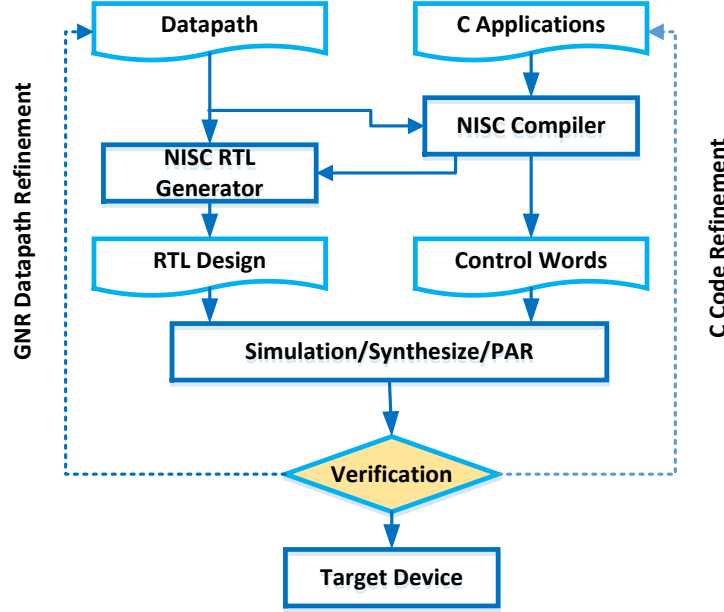 Datapath
C Applications
NISC Compiler
NISC RTL
Generator
RTL Design
Control Words
Simulation/Synthesize/PAR
Verification
Target Device
GNR Datapath Refinement
C Code Refinement